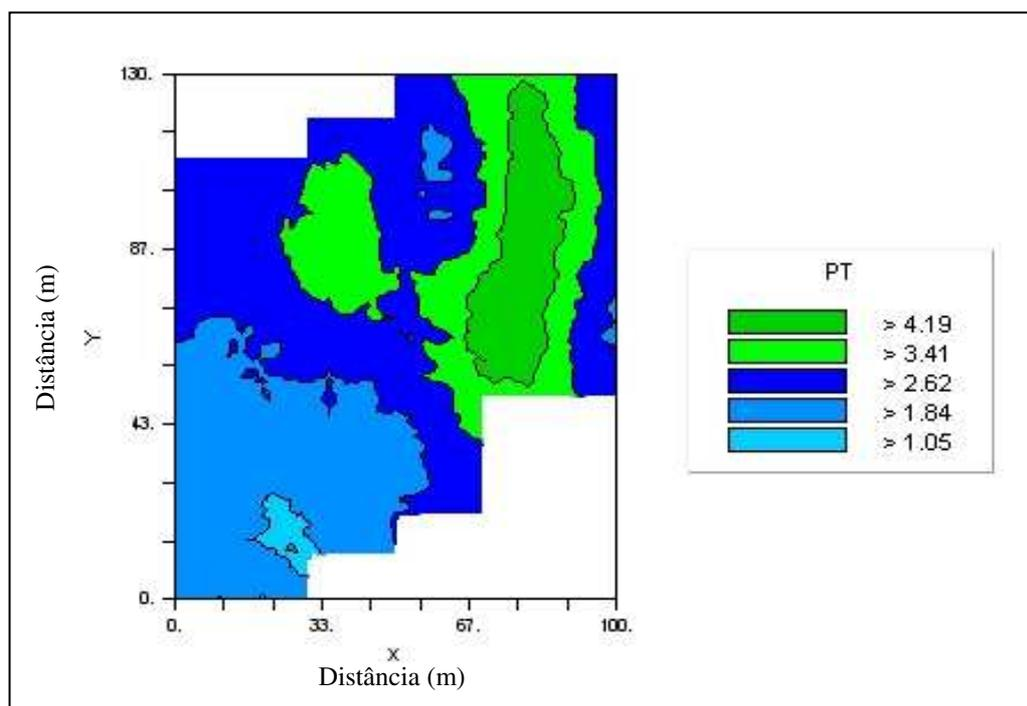 130.
87.
43.
0.
Distância (m)
Y
0.
33.
67.
100.
X
Distância (m)
PT
> 4.19
> 3.41
> 2.62
> 1.84
> 1.05